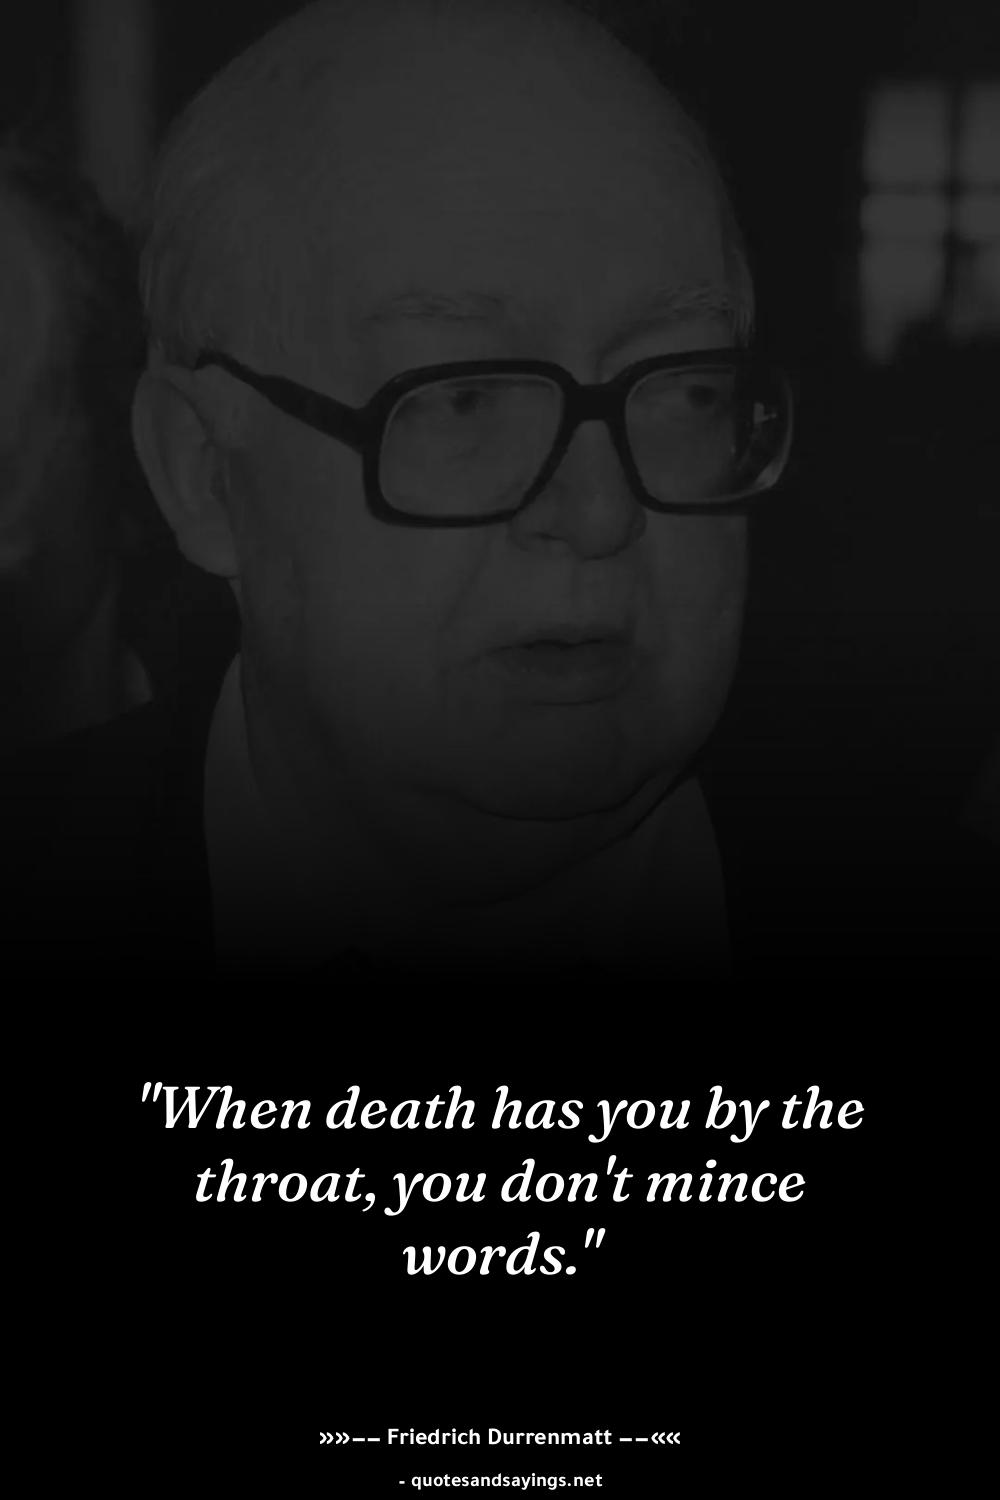 "When death has you by the
throat, you don't mince
words."
»»−− Friedrich Durrenmatt −−««
- quotesandsayings.net